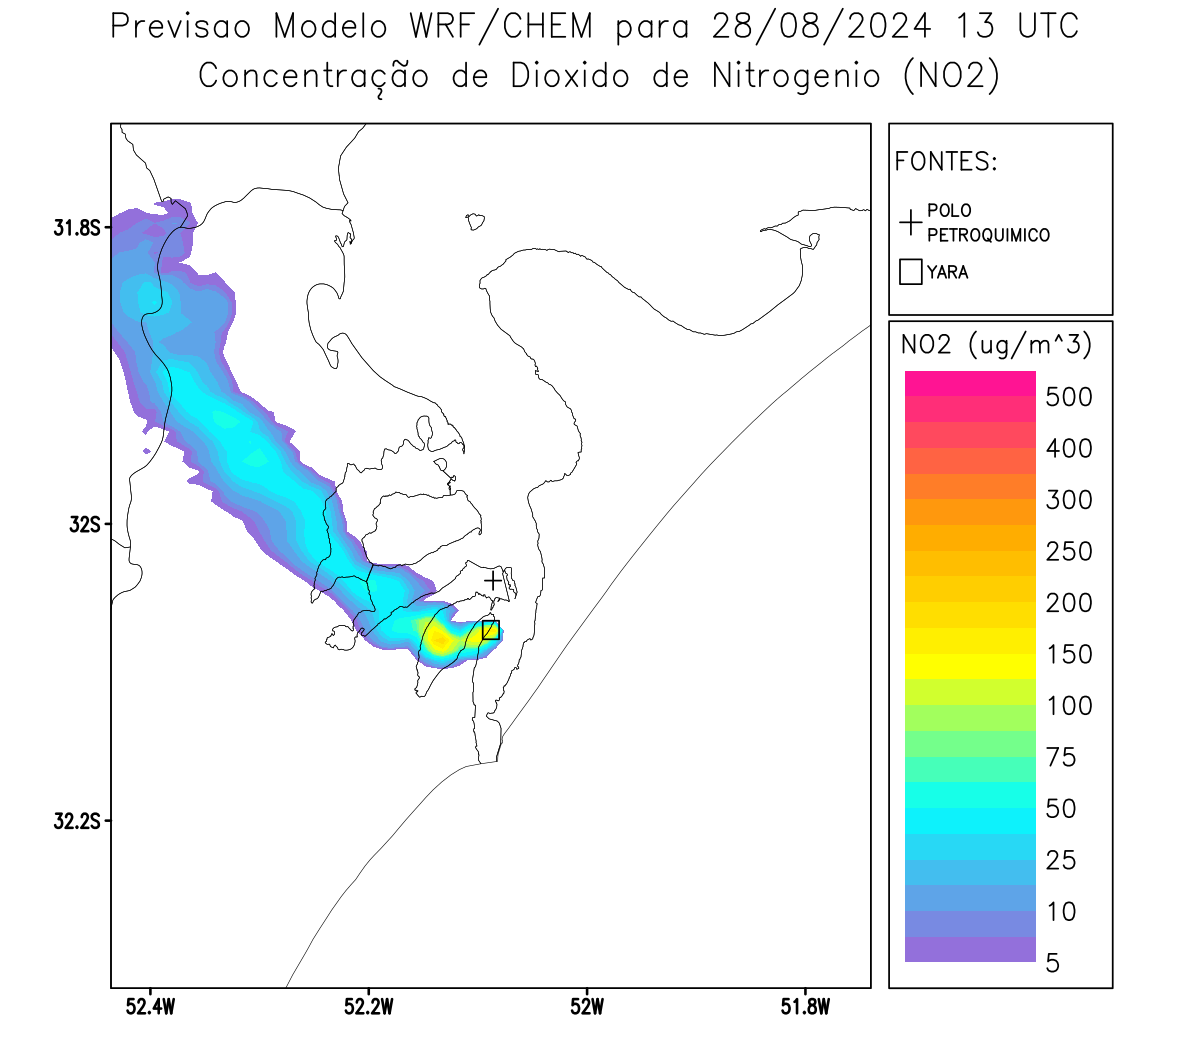 Previsao Modelo WRF/CHEM para 28/08/2024 13 UTC
Concentração de Dioxido de Nitrogenio (NO2)
FONTES:
POLO
PETROQUIMICO
YARA
31.8S
32S
32.2S
52.4W
52.2W
52W
51.8W
NO2 (ug/m^3)
500
400
300
250
200
150
100
75
50
25
10
5